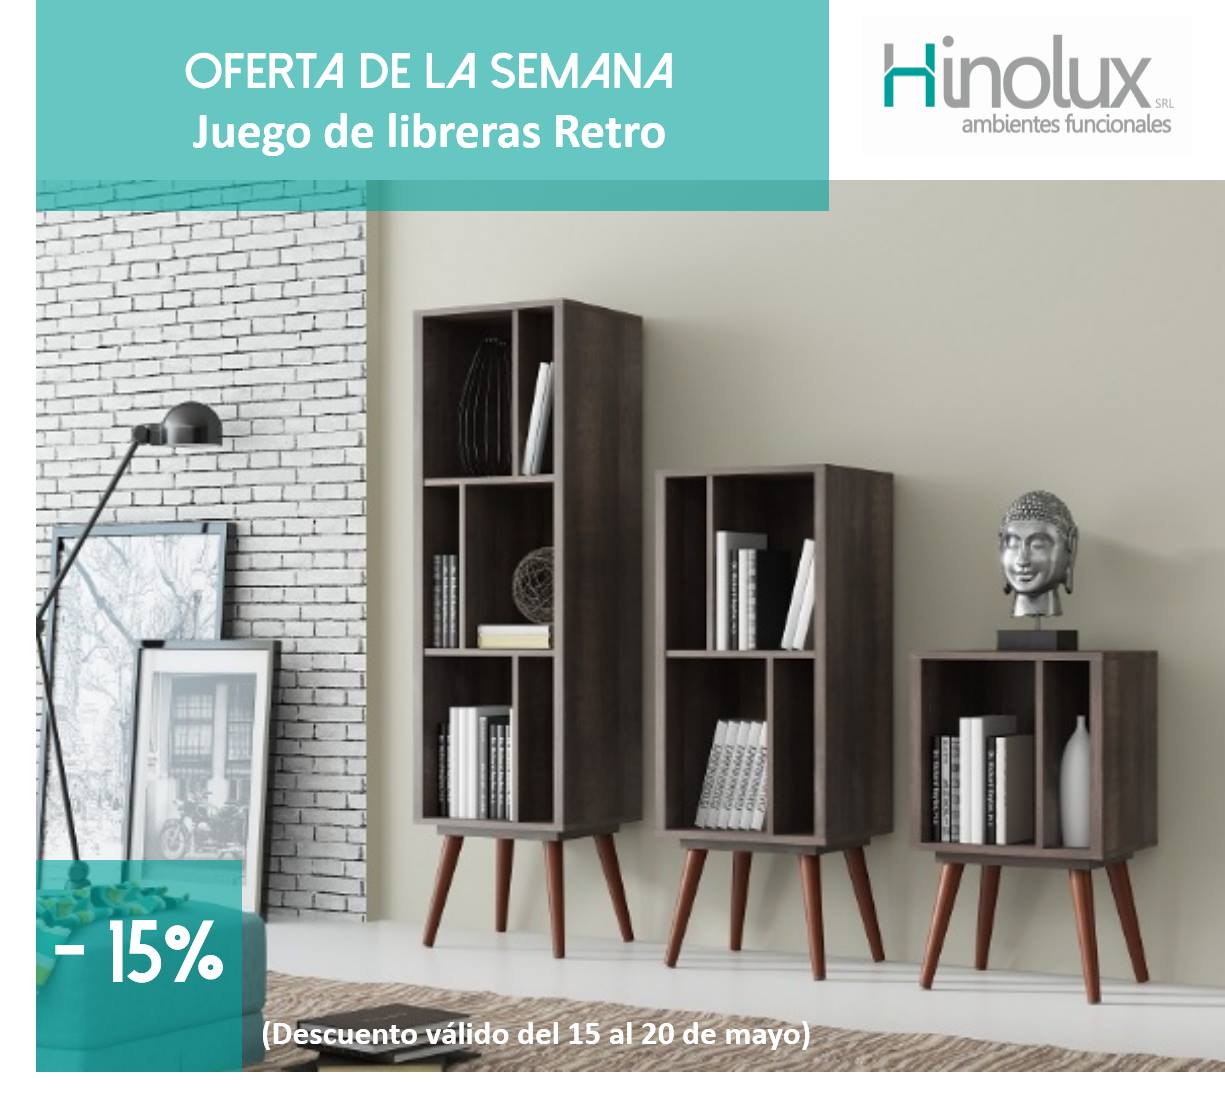 OFERTA DE LA SEMANA
Juego de libreras Retro
Hinolux SRL
ambientes funcionales
- 15%
(Descuento válido del 15 al 20 de mayo)